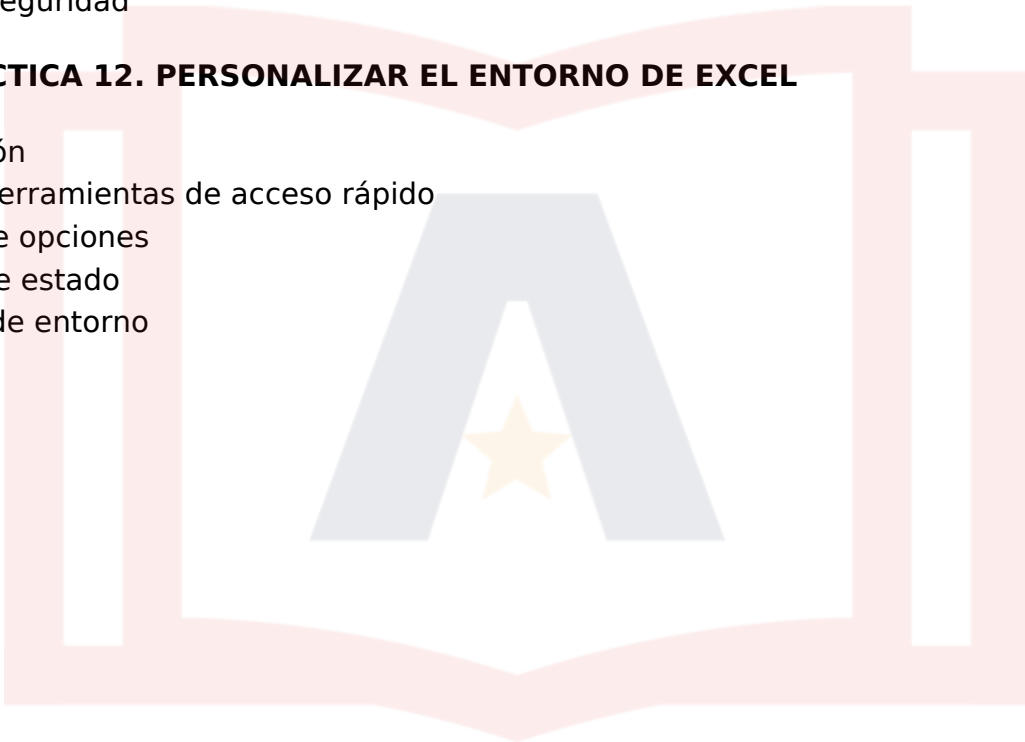 eguridad
CTICA 12. PERSONALIZAR EL ENTORNO DE EXCEL
ón
erramientas de acceso rápido
e opciones
e estado
de entorno